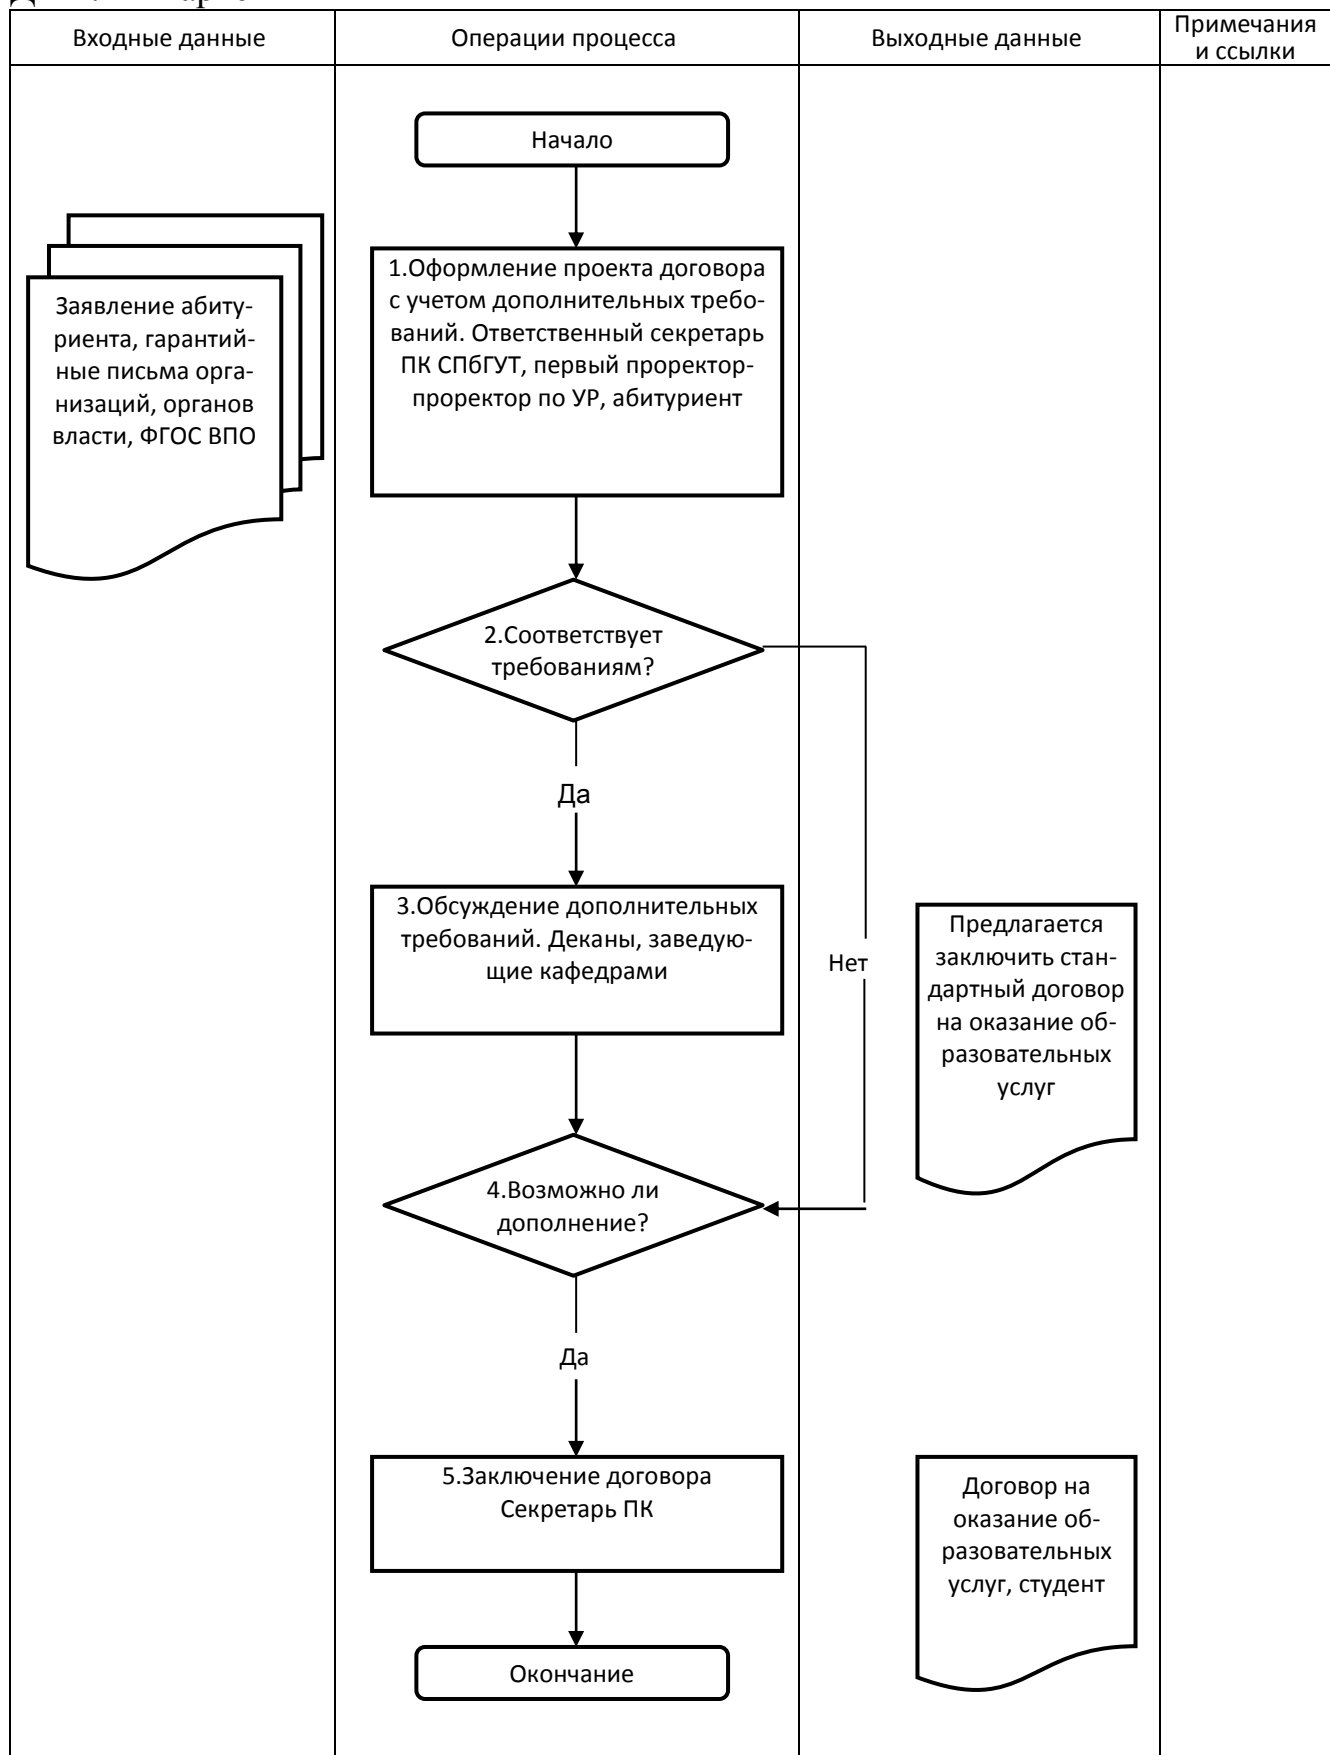 Входные данные
Операции процесса
Выходные данные
Примечания
и ссылки
Начало
Заявление абиту-
риента, гарантий-
ные письма орга-
низаций, органов
власти, ФГОС ВПО
1.Оформление проекта договора
с учетом дополнительных требо-
ваний. Ответственный секретарь
ПК СПбГУТ, первый проректор-
проректор по УР, абитуриент
2.Соответствует
требованиям?
Да
3.Обсуждение дополнительных
требований. Деканы, заведую-
щие кафедрами
Нет
Предлагается
заключить стан-
дартный договор
на оказание об-
разовательных
услуг
4.Возможно ли
дополнение?
Да
5.Заключение договора
Секретарь ПК
Договор на
оказание об-
разовательных
услуг, студент
Окончание